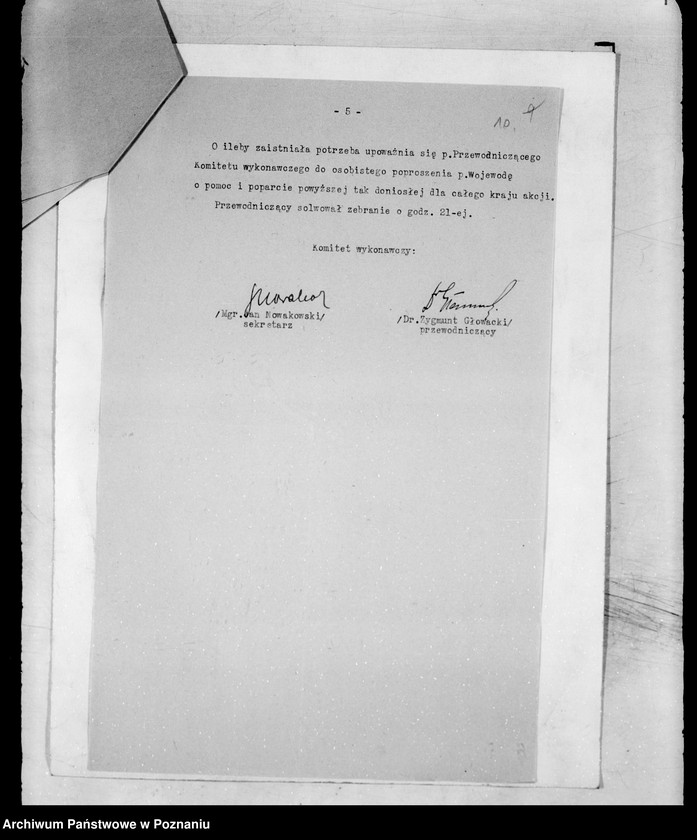 - 5 -
10.
O ileby zaistniała potrzeba upoważnia się p.Przewodniczącego
Komitetu wykonawczego do osobistego poproszenia p.Wojewodę
o pomoc i poparcie powyższej tak doniosłej dla całego kraju akcji.
Przewodniczący solwował zebranie o godz. 21-ej.
Komitet wykonawczy:
/Mgr.Jan Nowakowski/
sekretarz
/Dr.Zygmunt Głowacki/
przewodniczący
Archiwum Państwowe w Poznaniu